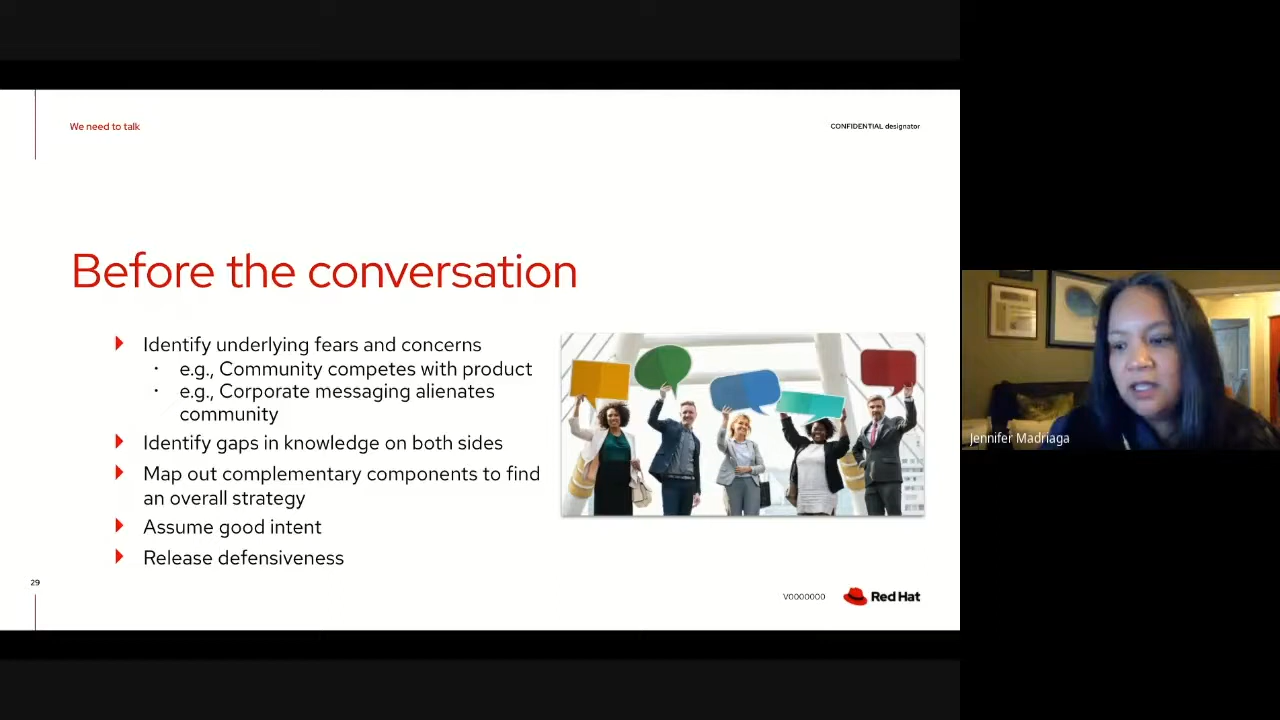 We need to talk
CONFIDENTIAL designator
Before the conversation
Identify underlying fears and concerns
e.g., Community competes with product
e.g., Corporate messaging alienates
community
Identify gaps in knowledge on both sides
Map out complementary components to find
an overall strategy
Assume good intent
Release defensiveness
Jennifer Madriaga
29
V0000000
Red Hat